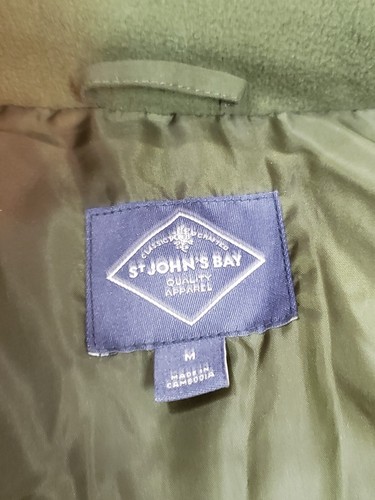 CLASSIC CRAFTED
ST JOHN'S BAY
QUALITY
APPAREL
M
MADE IN
CAMBODIA